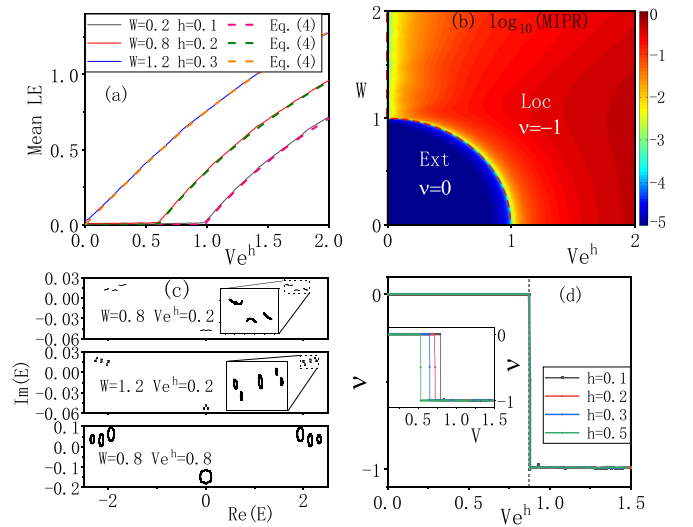 W=0.2 h=0.1 Eq.(4)
W=0.8 h=0.2 Eq.(4)
W=1.2 h=0.3 Eq.(4)
(a)
Mean LE
1.0
0.5
0.0
0.0 0.5 1.0 1.5 2.0
Ve^h
(b) log₁₀(MIPR)
W
2
1
0
0 1 2
Ve^h
Loc
ν=-1
Ext
ν=0
0
-1
-2
-3
-4
-5
(c)
Im(E)
0.03
0.00
-0.03
-0.06
W=0.8 Ve^h=0.2
0.03
0.00
-0.03
-0.06
W=1.2 Ve^h=0.2
0.1
0.0
-0.1
-0.2
W=0.8 Ve^h=0.8
-2 0 2
Re(E)
(d)
ν
0
-1
0.0 0.5 1.0 1.5
Ve^h
ν
0
-1
0.5 1.0 1.5
V
h=0.1
h=0.2
h=0.3
h=0.5